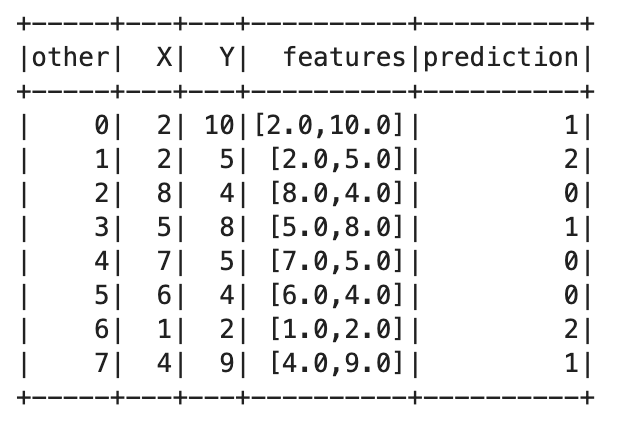 +-----+---+---+----------+----------+
|other|  X|  Y|  features|prediction|
+-----+---+---+----------+----------+
|    0|  2| 10|[2.0,10.0]|         1|
|    1|  2|  5| [2.0,5.0]|         2|
|    2|  8|  4| [8.0,4.0]|         0|
|    3|  5|  8| [5.0,8.0]|         1|
|    4|  7|  5| [7.0,5.0]|         0|
|    5|  6|  4| [6.0,4.0]|         0|
|    6|  1|  2| [1.0,2.0]|         2|
|    7|  4|  9| [4.0,9.0]|         1|
+-----+---+---+----------+----------+